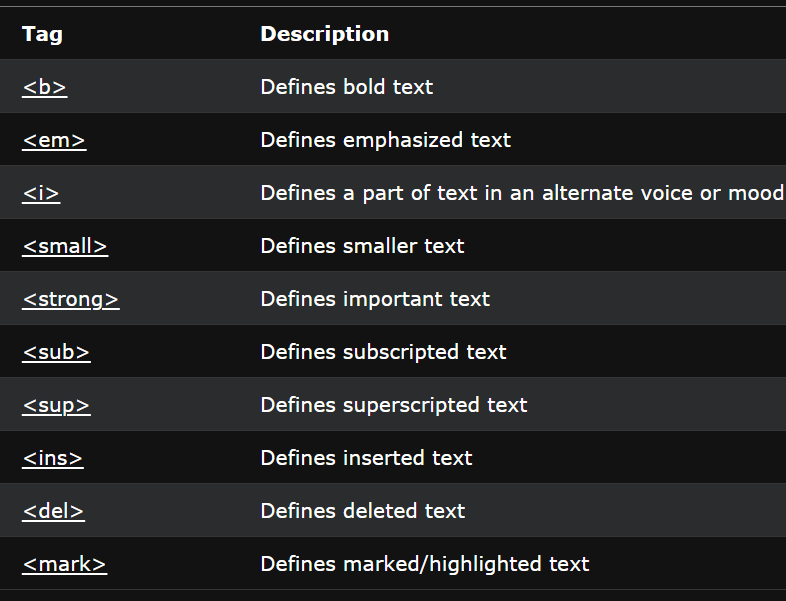 Tag Description
<b> Defines bold text
<em> Defines emphasized text
<i> Defines a part of text in an alternate voice or mood
<small> Defines smaller text
<strong> Defines important text
<sub> Defines subscripted text
<sup> Defines superscripted text
<ins> Defines inserted text
<del> Defines deleted text
<mark> Defines marked/highlighted text